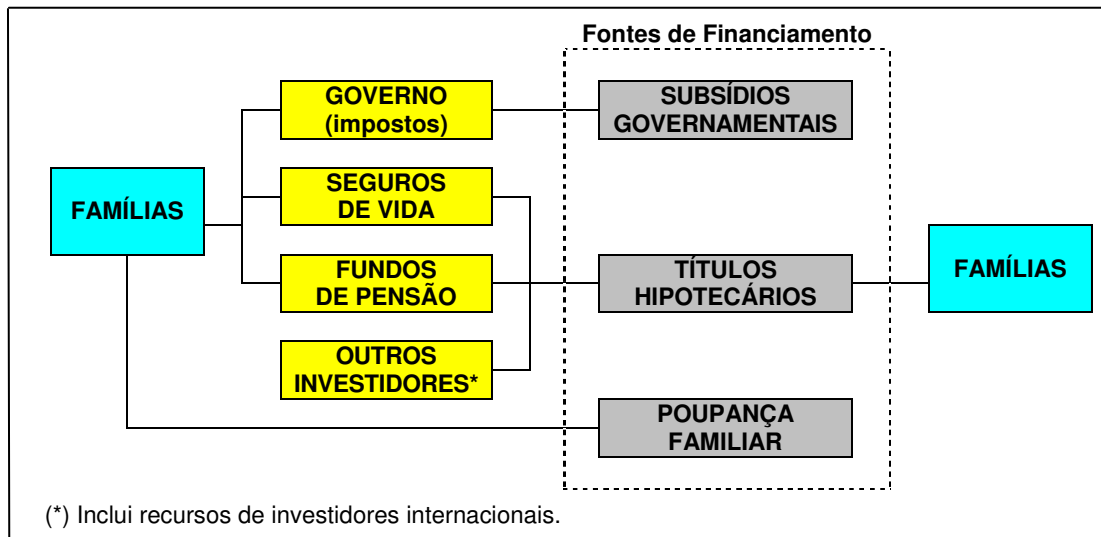 Fontes de Financiamento
GOVERNO
(impostos)
SUBSÍDIOS
GOVERNAMENTAIS
FAMÍLIAS
SEGUROS
DE VIDA
FUNDOS
DE PENSÃO
TÍTULOS
HIPOTECÁRIOS
FAMÍLIAS
OUTROS
INVESTIDORES*
POUPANÇA
FAMILIAR
(*) Inclui recursos de investidores internacionais.